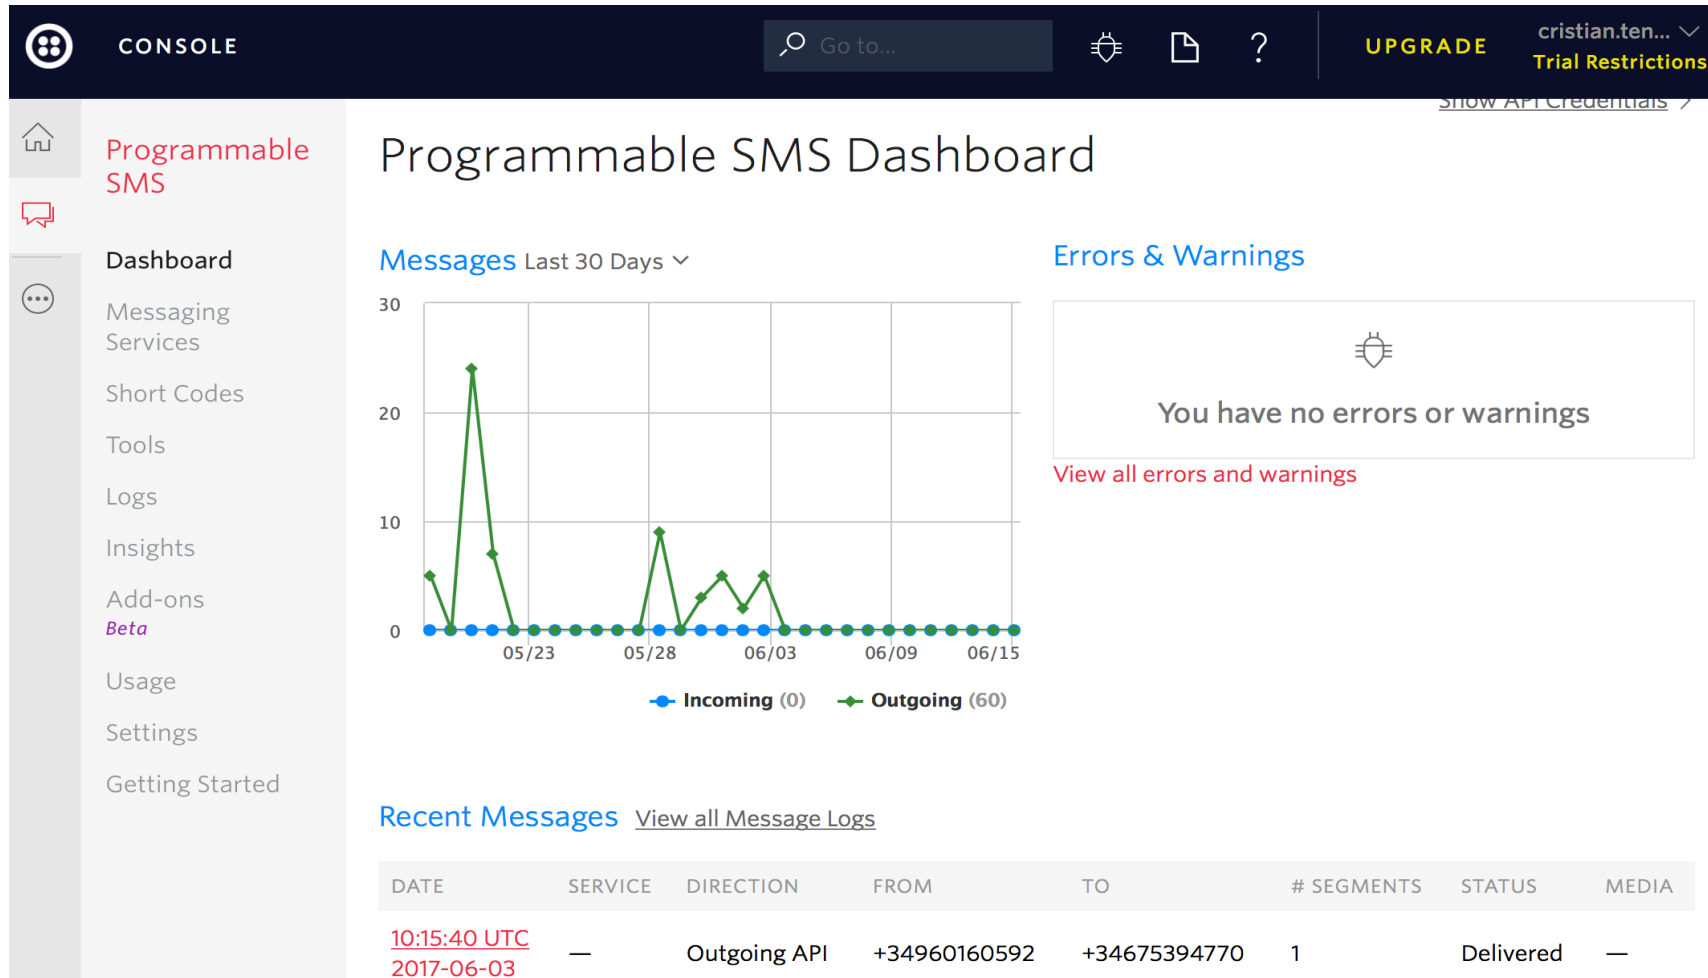 CONSOLE
Go to...
?
UPGRADE
cristian.ten...
Trial Restrictions
Show API Credentials
Programmable
SMS
Dashboard
Messaging
Services
Short Codes
Tools
Logs
Insights
Add-ons
Beta
Usage
Settings
Getting Started
Programmable SMS Dashboard
Messages Last 30 Days
30
20
10
0
05/23 05/28 06/03 06/09 06/15
Incoming (0) Outgoing (60)
Errors & Warnings
You have no errors or warnings
View all errors and warnings
Recent Messages View all Message Logs
DATE SERVICE DIRECTION FROM TO # SEGMENTS STATUS MEDIA
10:15:40 UTC
2017-06-03
— Outgoing API +34960160592 +34675394770 1 Delivered —